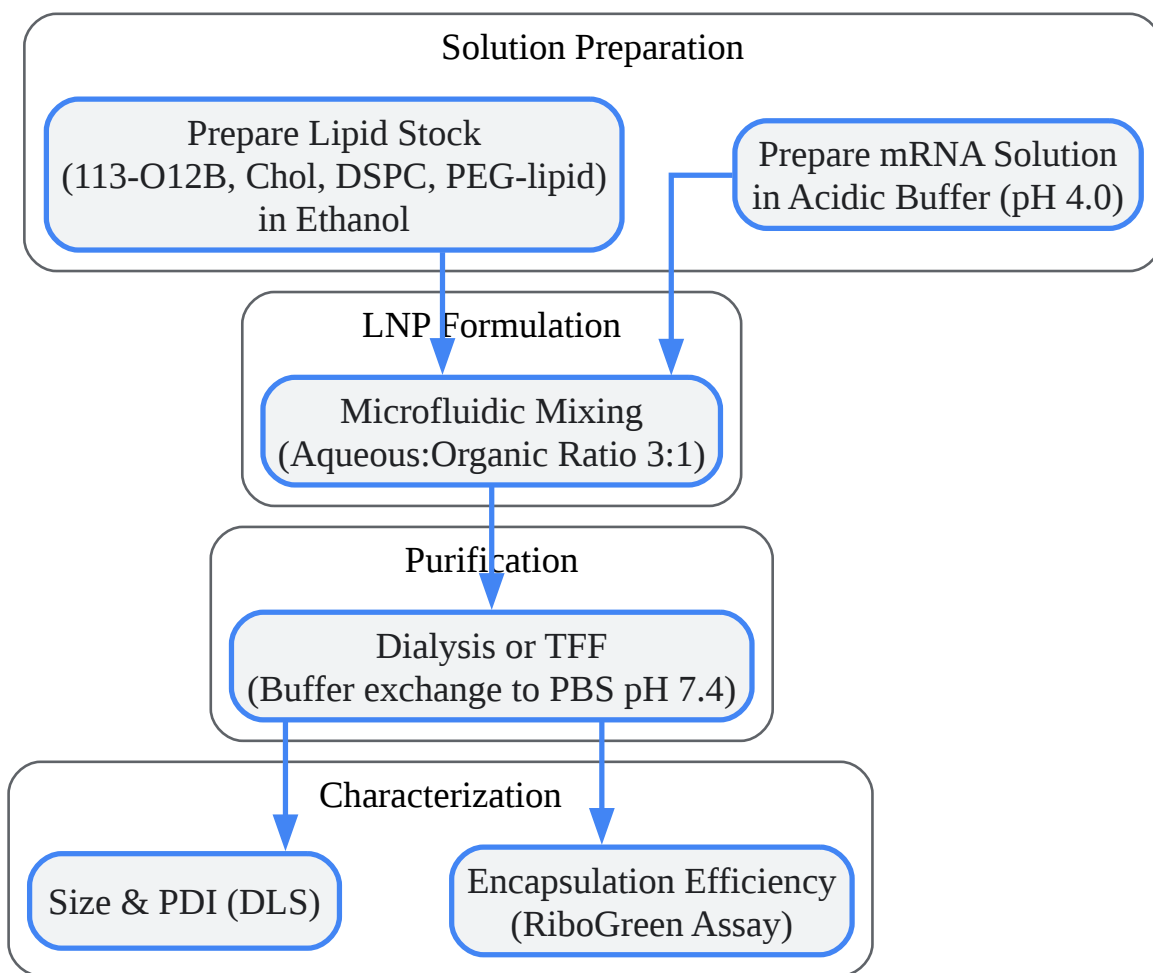 Solution Preparation
Prepare Lipid Stock
(113-O12B, Chol, DSPC, PEG-lipid)
in Ethanol
Prepare mRNA Solution
in Acidic Buffer (pH 4.0)
LNP Formulation
Microfluidic Mixing
(Aqueous:Organic Ratio 3:1)
Purification
Dialysis or TFF
(Buffer exchange to PBS pH 7.4)
Characterization
Size & PDI (DLS)
Encapsulation Efficiency
(RiboGreen Assay)